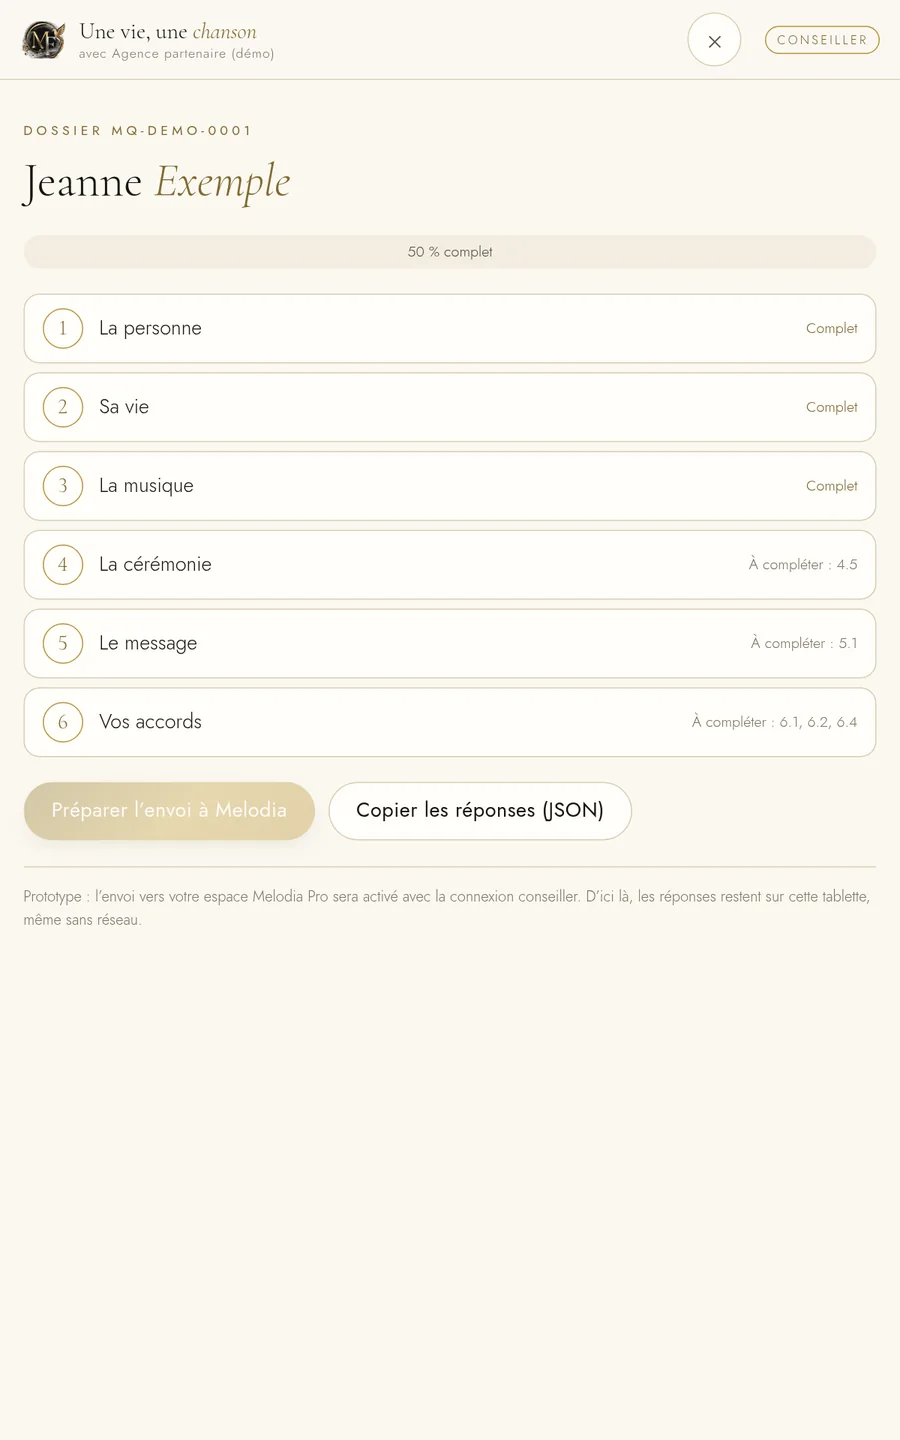 ME
Une vie, une chanson
avec Agence partenaire (démo)
×
CONSEILLER
DOSSIER MQ-DEMO-0001
Jeanne Exemple
50 % complet
1 La personne Complet
2 Sa vie Complet
3 La musique Complet
4 La cérémonie À compléter : 4.5
5 Le message À compléter : 5.1
6 Vos accords À compléter : 6.1, 6.2, 6.4
Préparer l’envoi à Melodia Copier les réponses (JSON)
Prototype : l’envoi vers votre espace Melodia Pro sera activé avec la connexion conseiller. D’ici là, les réponses restent sur cette tablette,
même sans réseau.